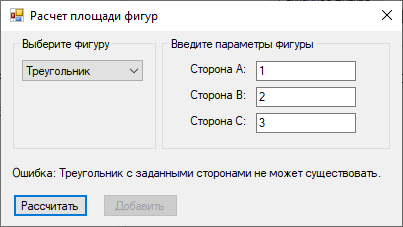 Расчет площади фигур
Выберите фигуру
Треугольник
Введите параметры фигуры
Сторона A: 1
Сторона B: 2
Сторона C: 3
Ошибка: Треугольник с заданными сторонами не может существовать.
Рассчитать
Добавить